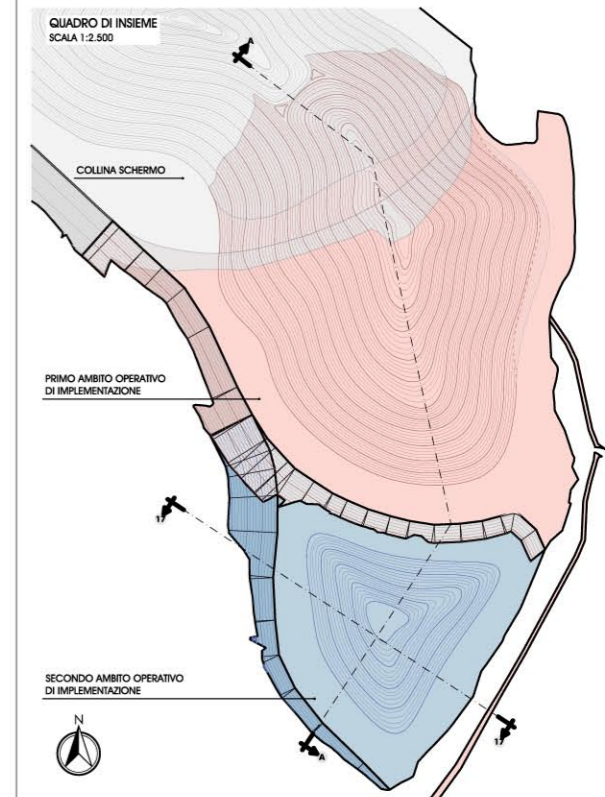 QUADRO DI INSIEME
SCALA 1:2.500
A
COLLINA SCHERMO
PRIMO AMBITO OPERATIVO
DI IMPLEMENTAZIONE
17
SECONDO AMBITO OPERATIVO
DI IMPLEMENTAZIONE
N
A
17